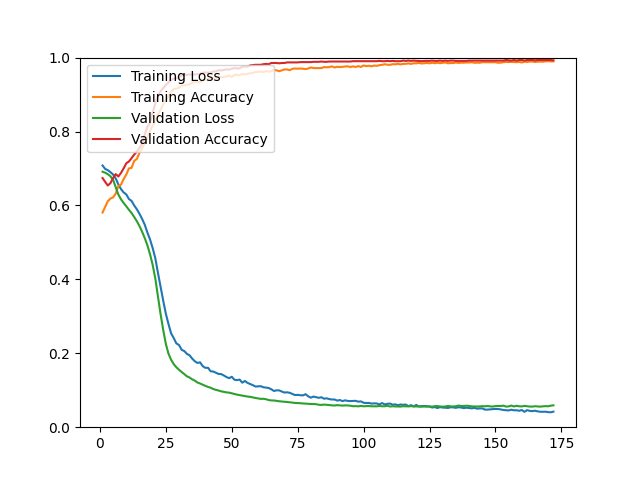 1.0
0.8
0.6
0.4
0.2
0.0
Training Loss
Training Accuracy
Validation Loss
Validation Accuracy
0 25 50 75 100 125 150 175